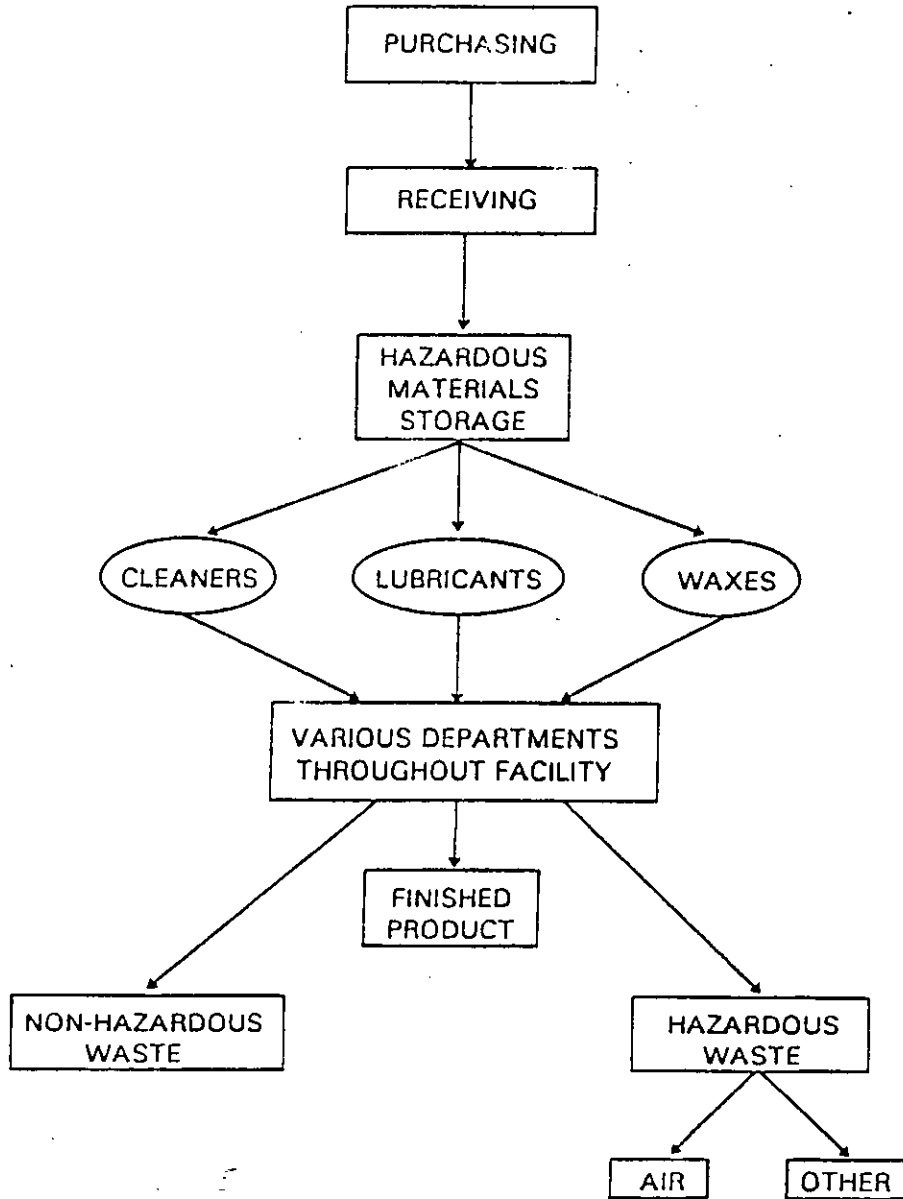 PURCHASING
RECEIVING
HAZARDOUS
MATERIALS
STORAGE
CLEANERS
LUBRICANTS
WAXES
VARIOUS DEPARTMENTS
THROUGHOUT FACILITY
FINISHED
PRODUCT
NON-HAZARDOUS
WASTE
HAZARDOUS
WASTE
AIR
OTHER